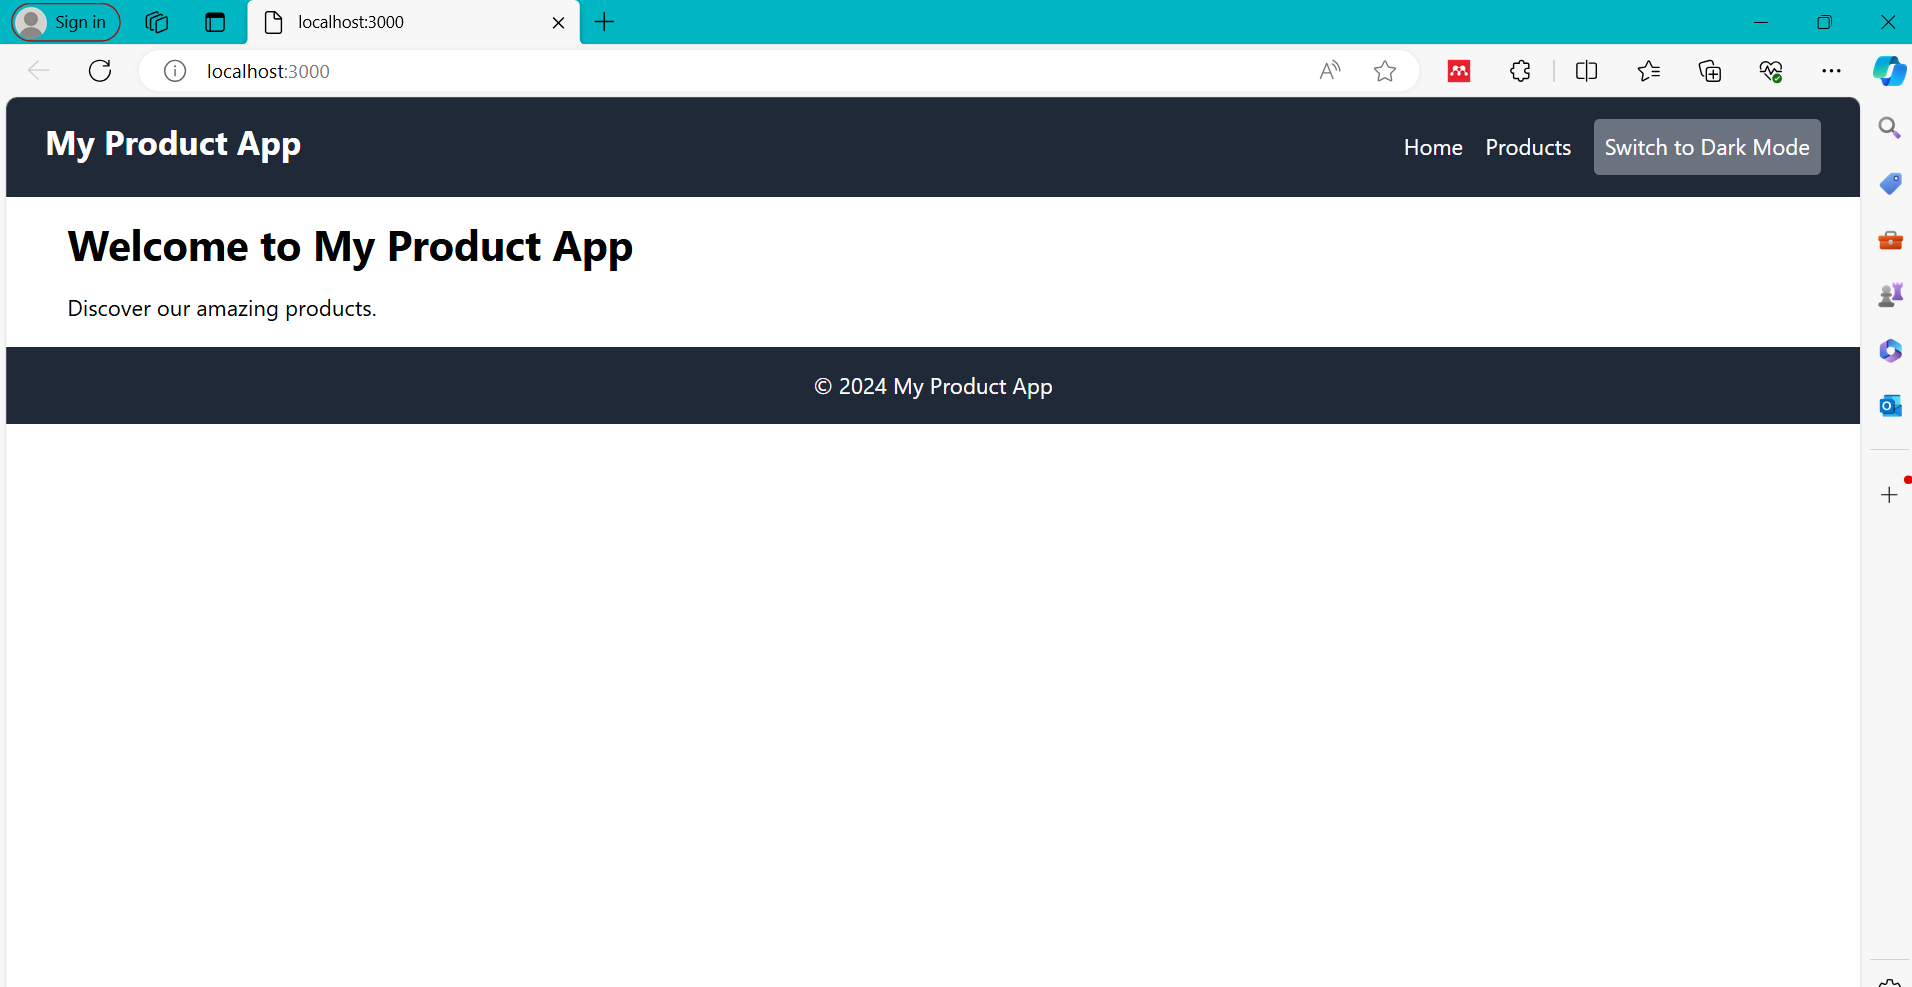 Sign in
localhost:3000
localhost:3000
My Product App
Home Products Switch to Dark Mode
Welcome to My Product App
Discover our amazing products.
© 2024 My Product App